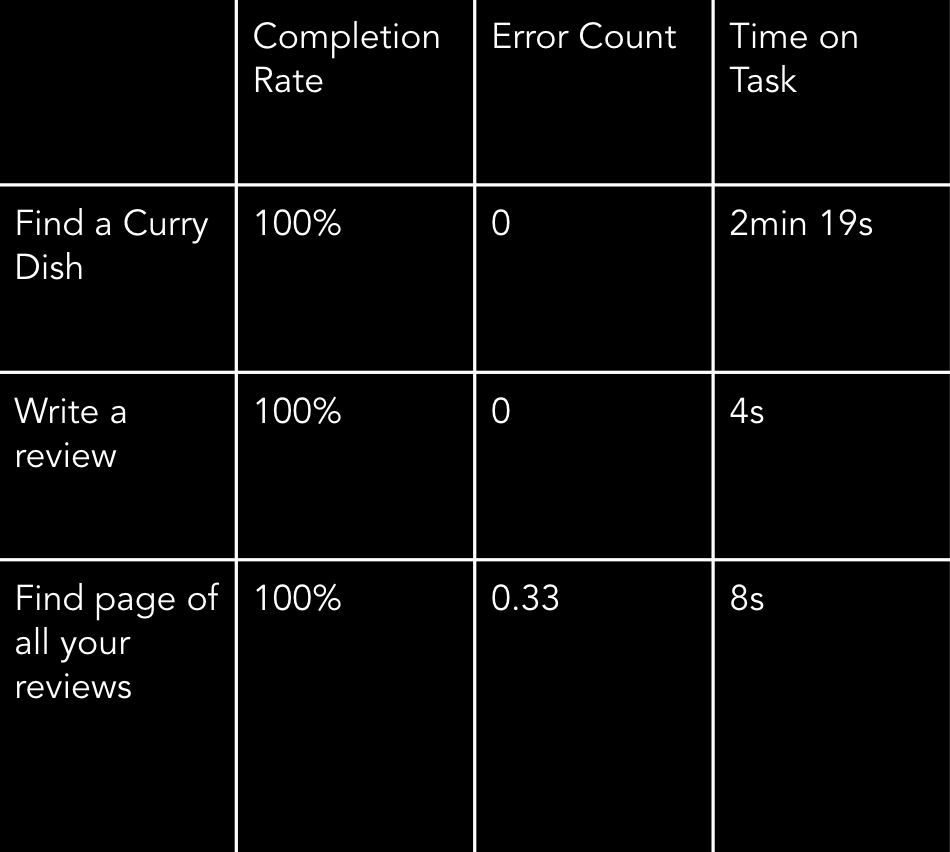 Completion
Rate
Error Count
Time on
Task
Find a Curry
Dish
100%
0
2min 19s
Write a
review
100%
0
4s
Find page of
all your
reviews
100%
0.33
8s